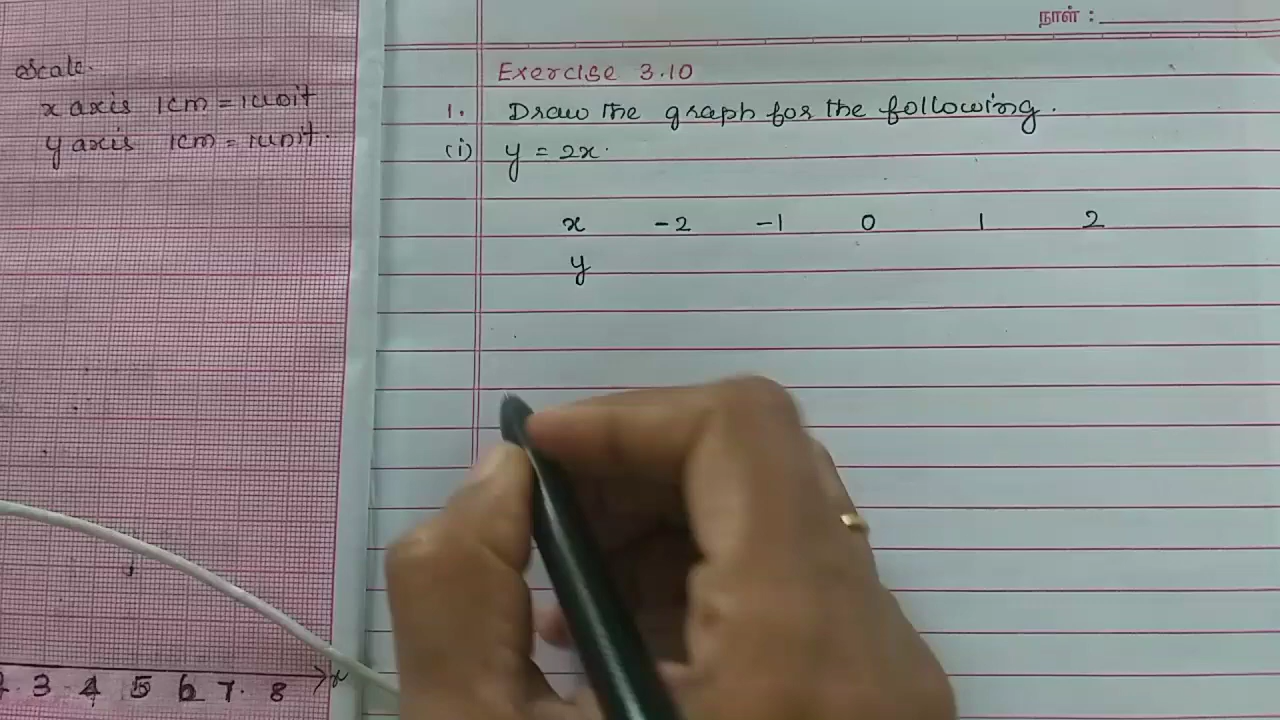 Scale.
x axis 1cm = 1unit
y axis 1cm = 1unit.
2 3 4 5 6 7 8 x
நாள் :
Exercise 3.10
1. Draw the graph for the following.
(i) y = 2x.
x -2 -1 0 1 2
y